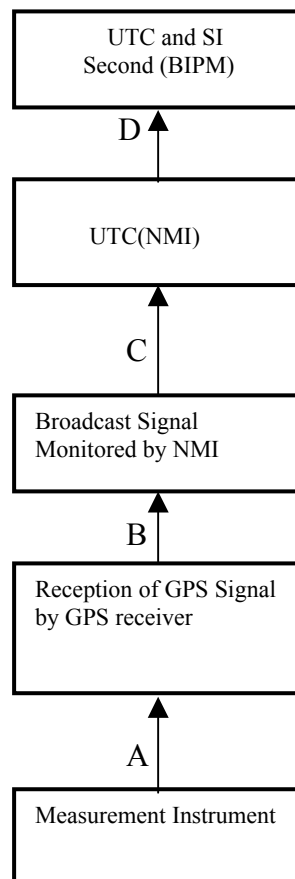 UTC and SI
Second (BIPM)
D
UTC(NMI)
C
Broadcast Signal
Monitored by NMI
B
Reception of GPS Signal
by GPS receiver
A
Measurement Instrument